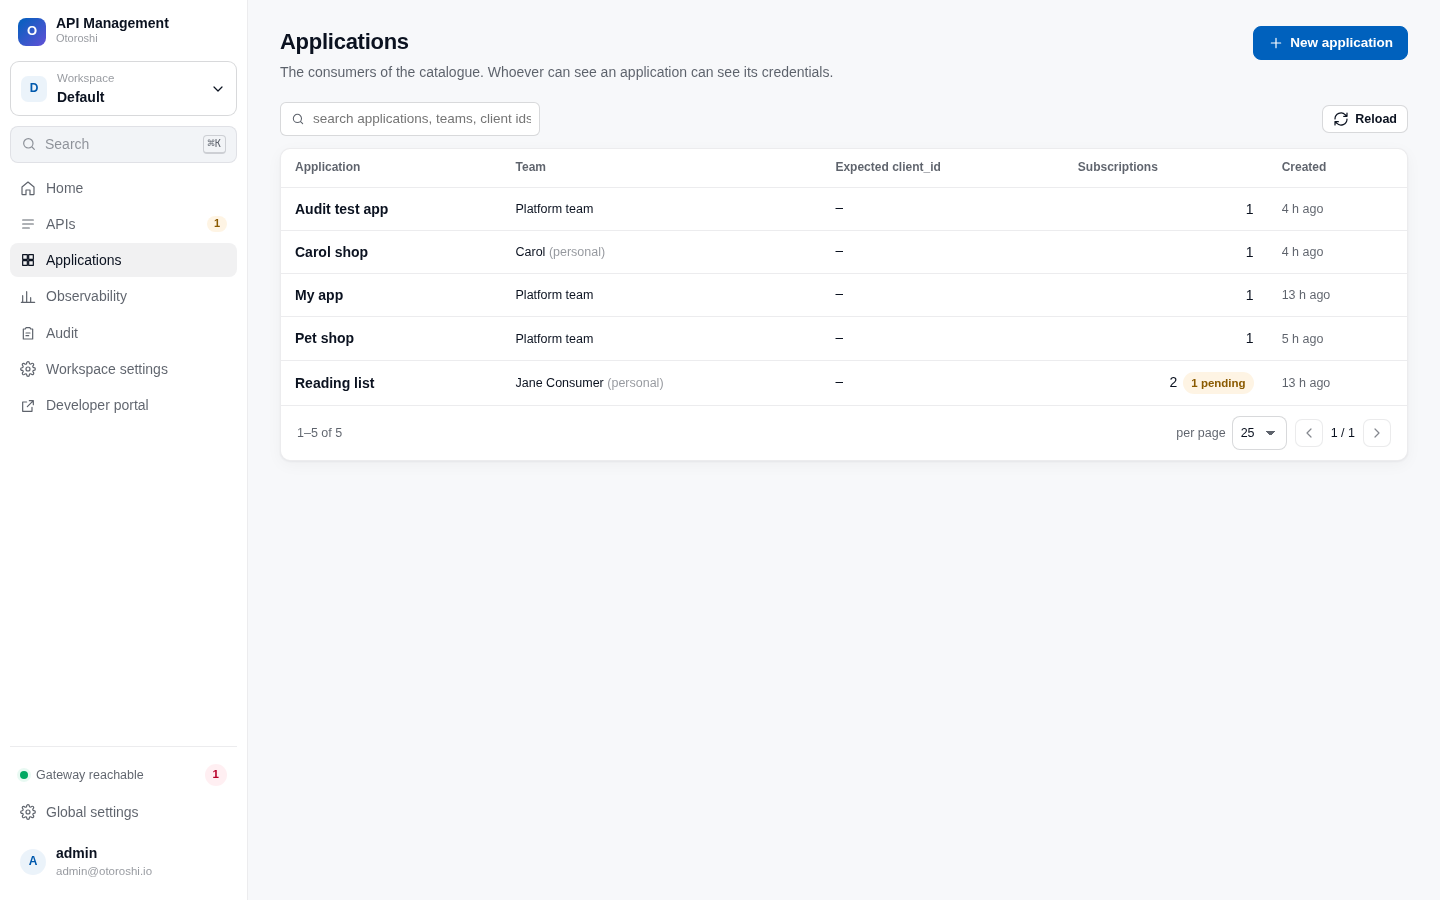 O
API Management
Otoroshi
D
Workspace
Default
Search
⌘K
Home
APIs
1
Applications
Observability
Audit
Workspace settings
Developer portal
Gateway reachable
1
Global settings
A
admin
admin@otoroshi.io
Applications
New application
The consumers of the catalogue. Whoever can see an application can see its credentials.
search applications, teams, client ids
Reload
Application Team Expected client_id Subscriptions Created
Audit test app Platform team – 1 4 h ago
Carol shop Carol (personal) – 1 4 h ago
My app Platform team – 1 13 h ago
Pet shop Platform team – 1 5 h ago
Reading list Jane Consumer (personal) – 2 1 pending 13 h ago
1–5 of 5 per page 25 1 / 1